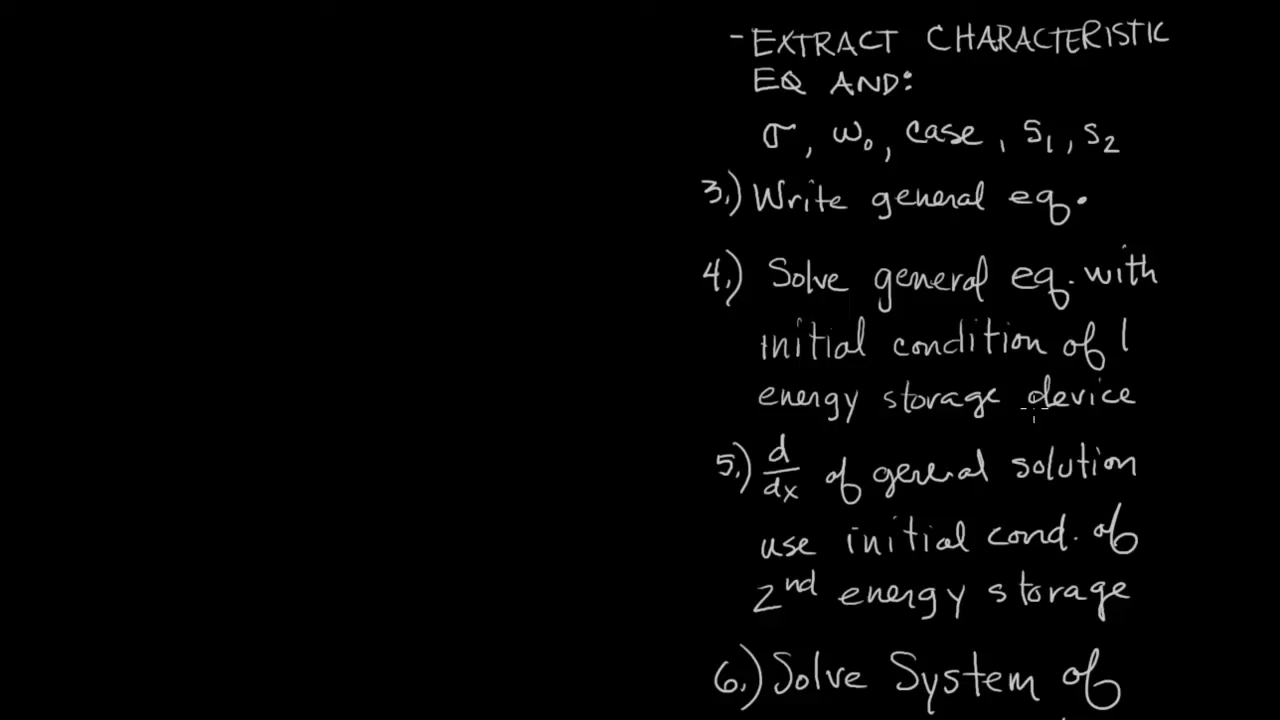 - EXTRACT CHARACTERISTIC
EQ AND:
σ, ω₀, case, S₁, S₂
3.) Write general eq.
4.) Solve general eq. with
initial condition of 1
energy storage device
5.) d/dx of general solution
use initial cond. of
2nd energy storage
6.) Solve System of